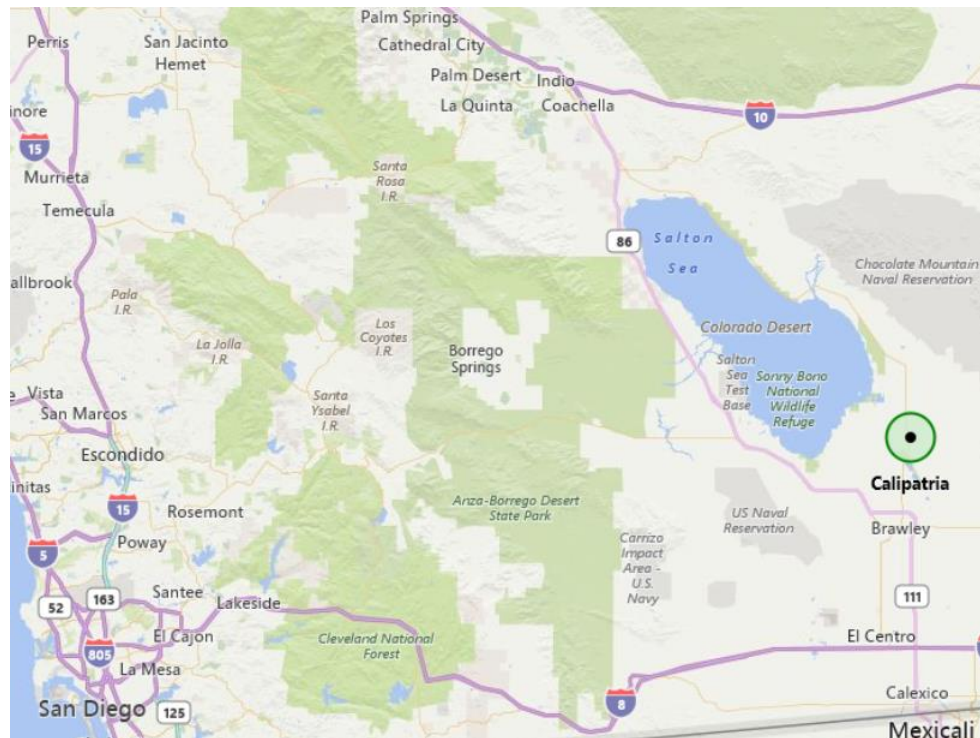 Palm Springs
Perris
San Jacinto
Hemet
Cathedral City
Palm Desert
Indio
La Quinta
Coachella
inore
15
10
Murrieta
Santa
Rosa
I.R.
Temecula
86
Salton
Sea
Chocolate Mountain
Naval Reservation
allbrook
Pala
I.R.
La Jolla
I.R.
Los
Coyotes
I.R.
Borrego
Springs
Colorado Desert
Salton
Sea
Test
Base
Sonny Bono
National
Wildlife
Refuge
e
Vista
San Marcos
Santa
Ysabel
I.R.
Escondido
initas
Calipatria
15
Rosemont
Anza-Borrego Desert
State Park
US Naval
Reservation
Brawley
5
Poway
Carrizo
Impact
Area -
U.S.
Navy
52
163
Santee
Lakeside
111
El Cajon
Cleveland National
Forest
El Centro
805
La Mesa
San Diego
125
8
Calexico
Mexicali